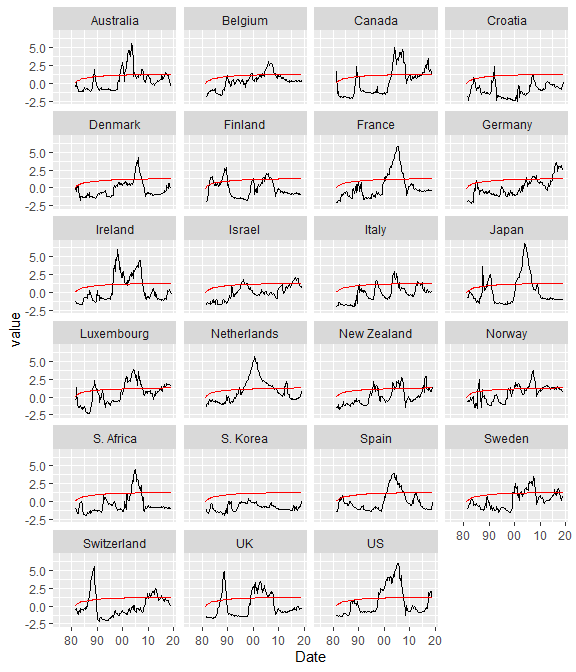 Australia Belgium Canada Croatia
5.0
2.5
0.0
-2.5
Denmark Finland France Germany
5.0
2.5
0.0
-2.5
Ireland Israel Italy Japan
5.0
2.5
0.0
-2.5
value
Luxembourg Netherlands New Zealand Norway
5.0
2.5
0.0
-2.5
S. Africa S. Korea Spain Sweden
5.0
2.5
0.0
-2.5
80 90 00 10 20
Switzerland UK US
5.0
2.5
0.0
-2.5
80 90 00 10 20 80 90 00 10 20 80 90 00 10 20
Date